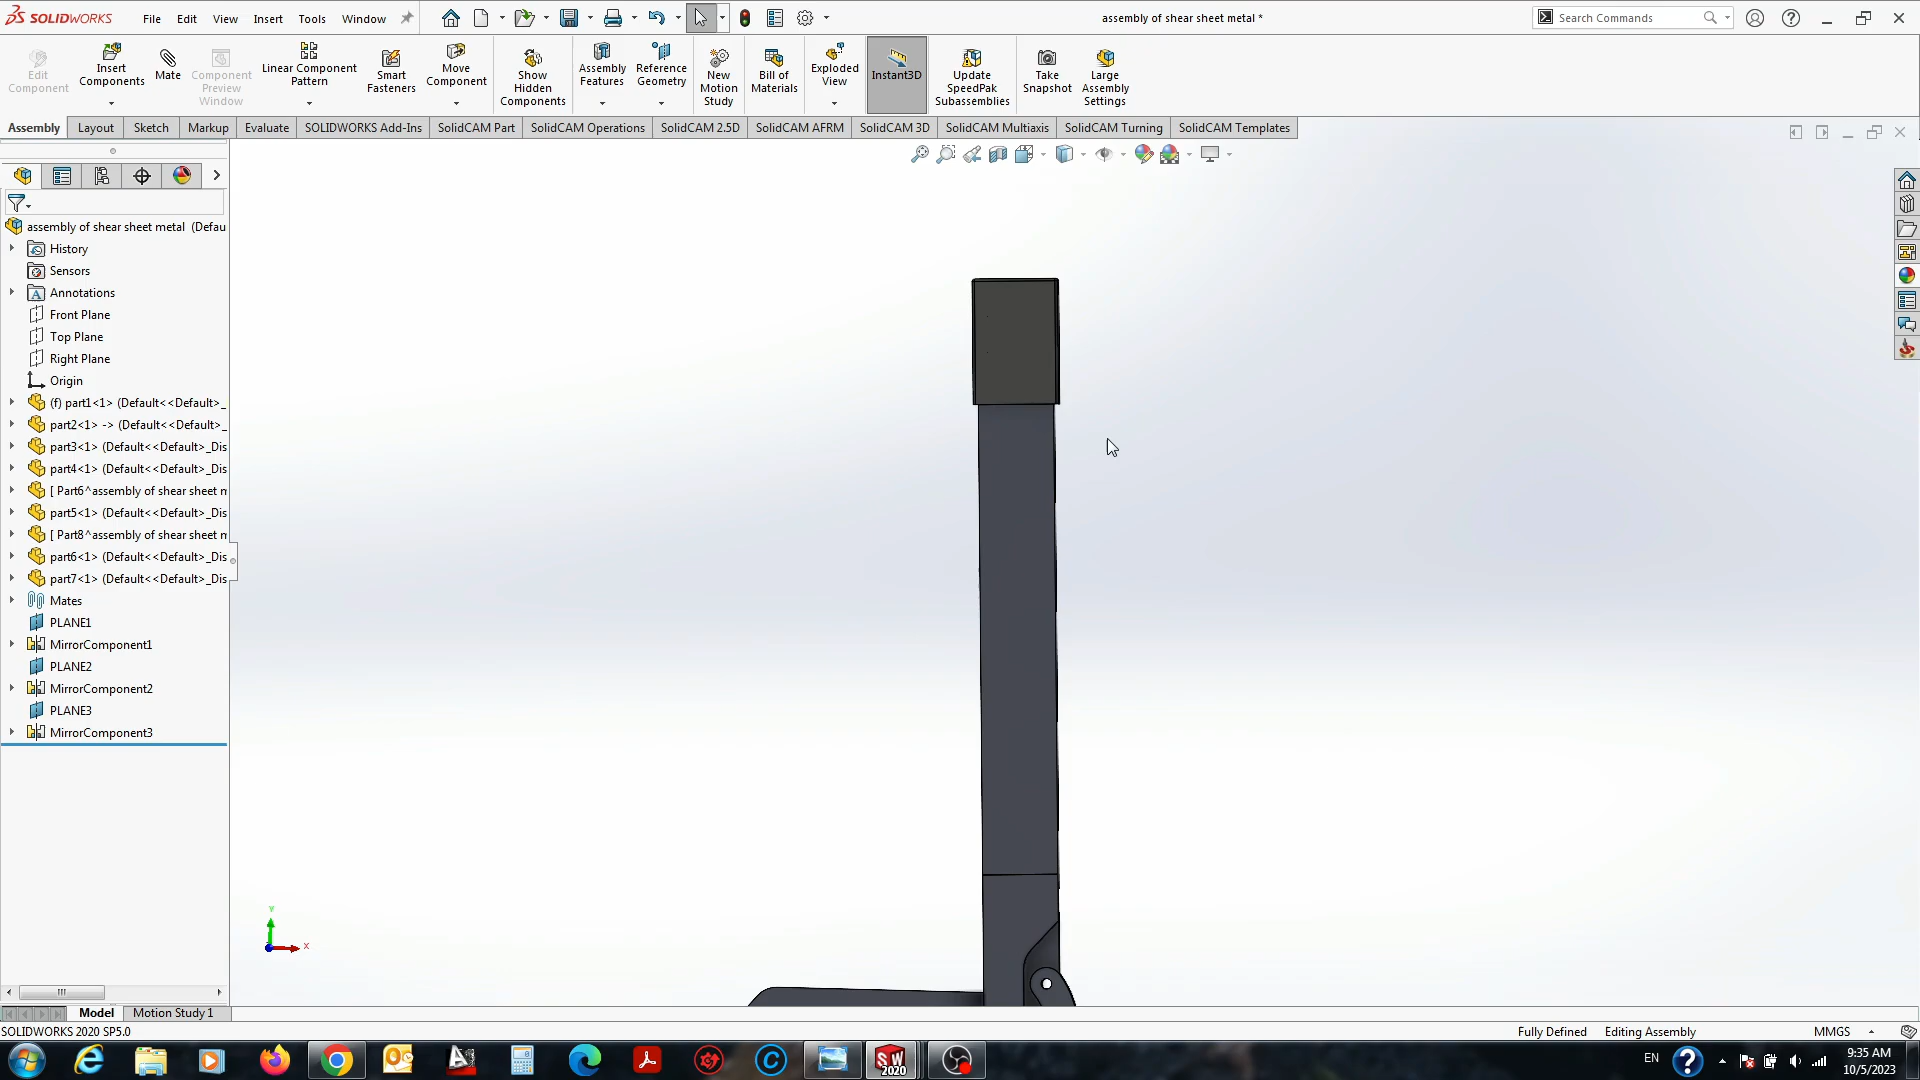 SOLIDWORKS File Edit View Insert Tools Window
assembly of shear sheet metal *
Search Commands
Edit Component
Insert Components
Mate
Component Preview Window
Linear Component Pattern
Smart Fasteners
Move Component
Show Hidden Components
Assembly Features
Reference Geometry
New Motion Study
Bill of Materials
Exploded View
Instant3D
Update SpeedPak Subassemblies
Take Snapshot
Large Assembly Settings
Assembly Layout Sketch Markup Evaluate SOLIDWORKS Add-Ins SolidCAM Part SolidCAM Operations SolidCAM 2.5D SolidCAM AFRM SolidCAM 3D SolidCAM Multiaxis SolidCAM Turning SolidCAM Templates
assembly of shear sheet metal (Defau
History
Sensors
Annotations
Front Plane
Top Plane
Right Plane
Origin
(f) part1<1> (Default<<Default>_
part2<1> -> (Default<<Default>_
part3<1> (Default<<Default>_Dis
part4<1> (Default<<Default>_Dis
[ Part6^assembly of shear sheet m
part5<1> (Default<<Default>_Dis
[ Part8^assembly of shear sheet m
part6<1> (Default<<Default>_Dis
part7<1> (Default<<Default>_Dis
Mates
PLANE1
MirrorComponent1
PLANE2
MirrorComponent2
PLANE3
MirrorComponent3
Y
X
Model Motion Study 1
SOLIDWORKS 2020 SP5.0
Fully Defined Editing Assembly MMGS
SW 2020
EN
9:35 AM
10/5/2023